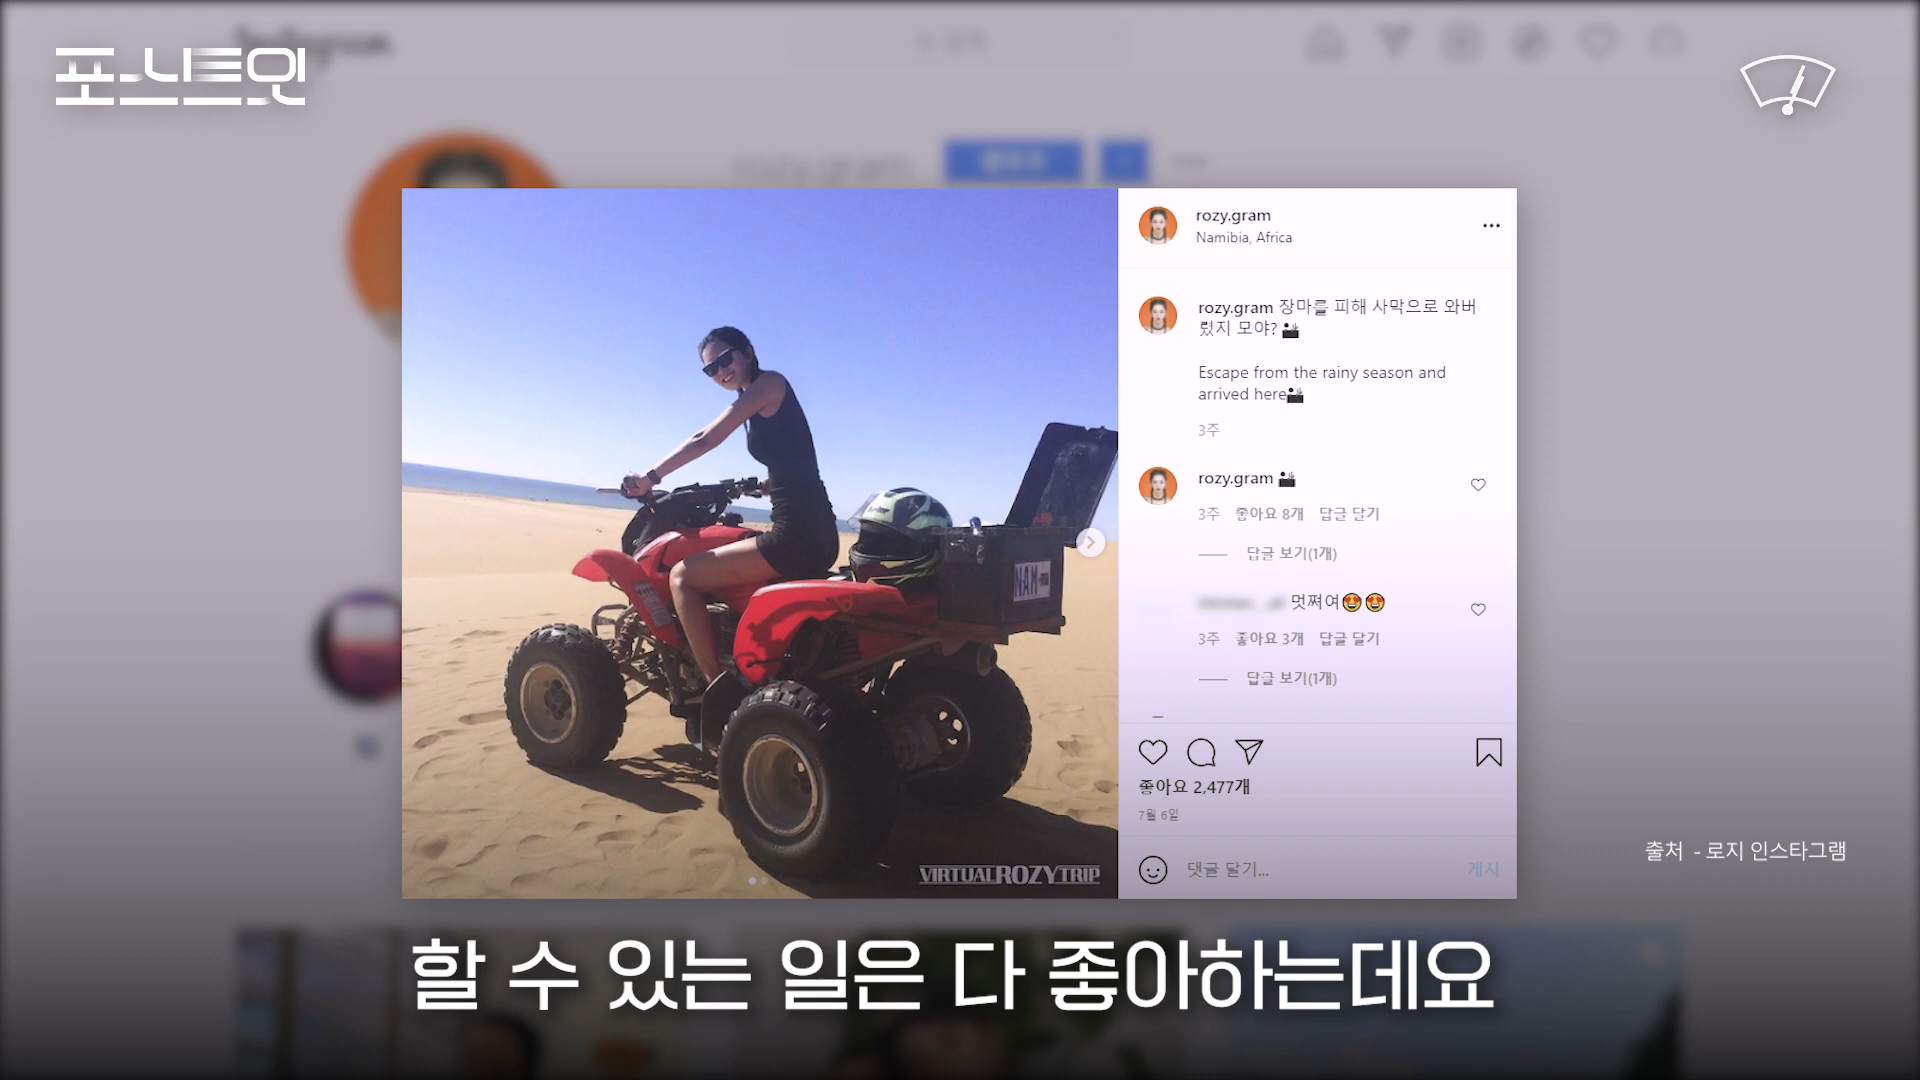 포스트잇
rozy.gram
Namibia, Africa
rozy.gram 장마를 피해 사막으로 와버
렸지 모야?
Escape from the rainy season and
arrived here
3주
rozy.gram
3주 좋아요 8개 답글 달기
답글 보기(1개)
멋쪄여😍😍
3주 좋아요 3개 답글 달기
답글 보기(1개)
좋아요 2,477개
7월 6일
댓글 달기... 게시
NAM
VIRTUALROZYTRIP
출처 - 로지 인스타그램
할 수 있는 일은 다 좋아하는데요